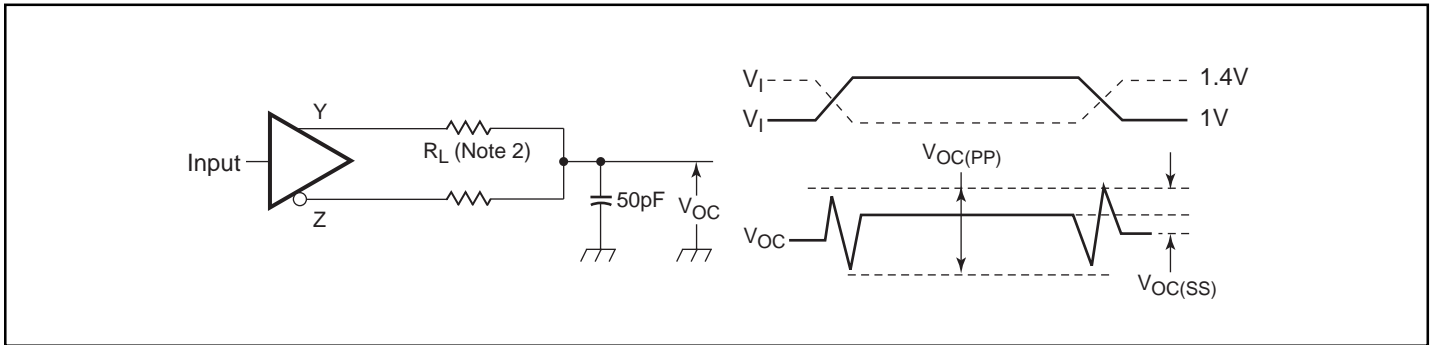 Input
Y
Z
R_L (Note 2)
50pF
V_OC
V_I
1.4V
V_I
1V
V_OC(PP)
V_OC
V_OC(SS)